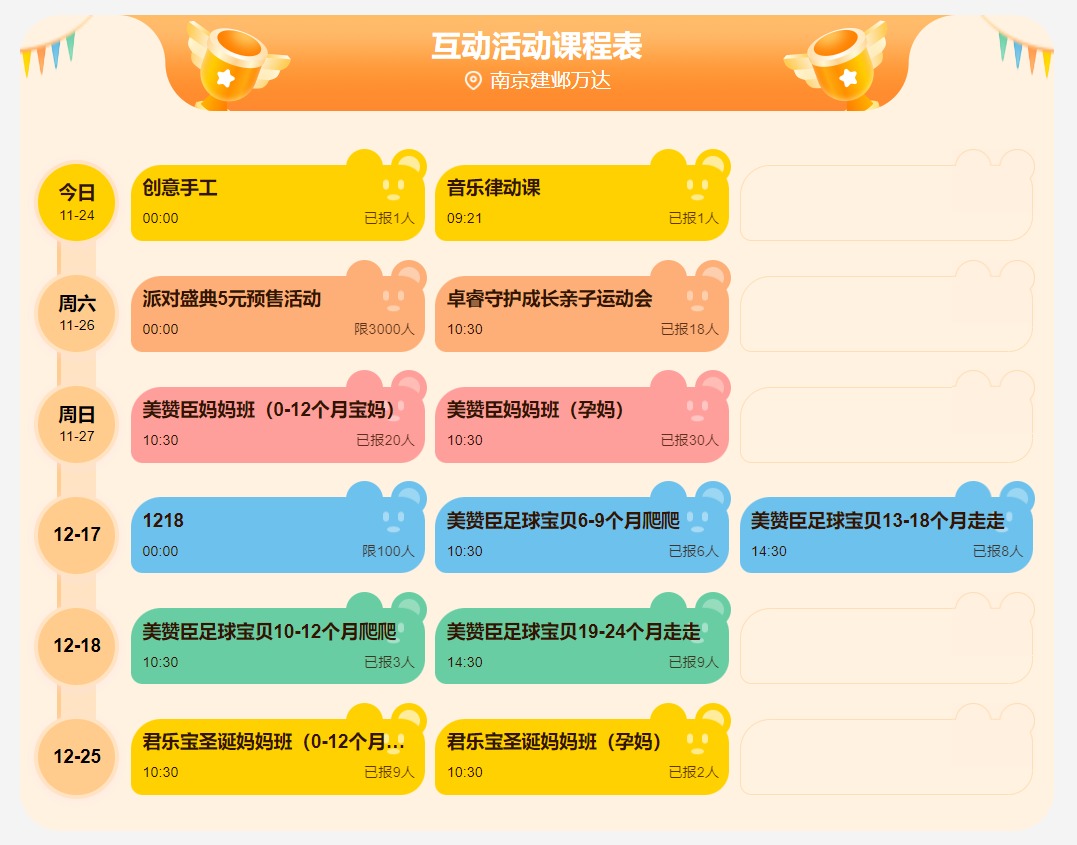 互动活动课程表
南京建邺万达
今日
11-24
创意手工
00:00 已报1人
音乐律动课
09:21 已报1人
周六
11-26
派对盛典5元预售活动
00:00 限3000人
卓睿守护成长亲子运动会
10:30 已报18人
周日
11-27
美赞臣妈妈班（0-12个月宝妈）
10:30 已报20人
美赞臣妈妈班（孕妈）
10:30 已报30人
12-17
1218
00:00 限100人
美赞臣足球宝贝6-9个月爬爬
10:30 已报6人
美赞臣足球宝贝13-18个月走走
14:30 已报8人
12-18
美赞臣足球宝贝10-12个月爬爬
10:30 已报3人
美赞臣足球宝贝19-24个月走走
14:30 已报9人
12-25
君乐宝圣诞妈妈班（0-12个月...
10:30 已报9人
君乐宝圣诞妈妈班（孕妈）
10:30 已报2人